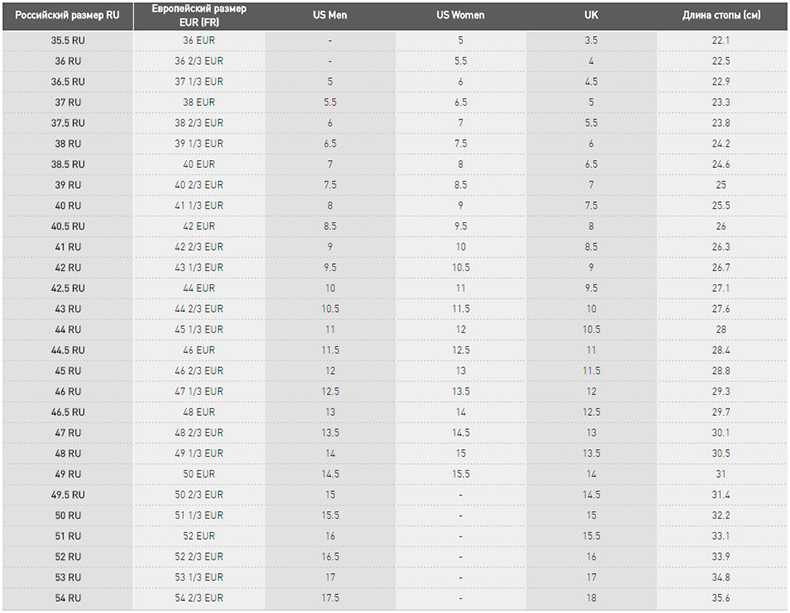 Российский размер RU Европейский размер EUR (FR) US Men US Women UK Длина стопы (см)
35.5 RU 36 EUR - 5 3.5 22.1
36 RU 36 2/3 EUR - 5.5 4 22.5
36.5 RU 37 1/3 EUR 5 6 4.5 22.9
37 RU 38 EUR 5.5 6.5 5 23.3
37.5 RU 38 2/3 EUR 6 7 5.5 23.8
38 RU 39 1/3 EUR 6.5 7.5 6 24.2
38.5 RU 40 EUR 7 8 6.5 24.6
39 RU 40 2/3 EUR 7.5 8.5 7 25
40 RU 41 1/3 EUR 8 9 7.5 25.5
40.5 RU 42 EUR 8.5 9.5 8 26
41 RU 42 2/3 EUR 9 10 8.5 26.3
42 RU 43 1/3 EUR 9.5 10.5 9 26.7
42.5 RU 44 EUR 10 11 9.5 27.1
43 RU 44 2/3 EUR 10.5 11.5 10 27.6
44 RU 45 1/3 EUR 11 12 10.5 28
44.5 RU 46 EUR 11.5 12.5 11 28.4
45 RU 46 2/3 EUR 12 13 11.5 28.8
46 RU 47 1/3 EUR 12.5 13.5 12 29.3
46.5 RU 48 EUR 13 14 12.5 29.7
47 RU 48 2/3 EUR 13.5 14.5 13 30.1
48 RU 49 1/3 EUR 14 15 13.5 30.5
49 RU 50 EUR 14.5 15.5 14 31
49.5 RU 50 2/3 EUR 15 - 14.5 31.4
50 RU 51 1/3 EUR 15.5 - 15 32.2
51 RU 52 EUR 16 - 15.5 33.1
52 RU 52 2/3 EUR 16.5 - 16 33.9
53 RU 53 1/3 EUR 17 - 17 34.8
54 RU 54 2/3 EUR 17.5 - 18 35.6